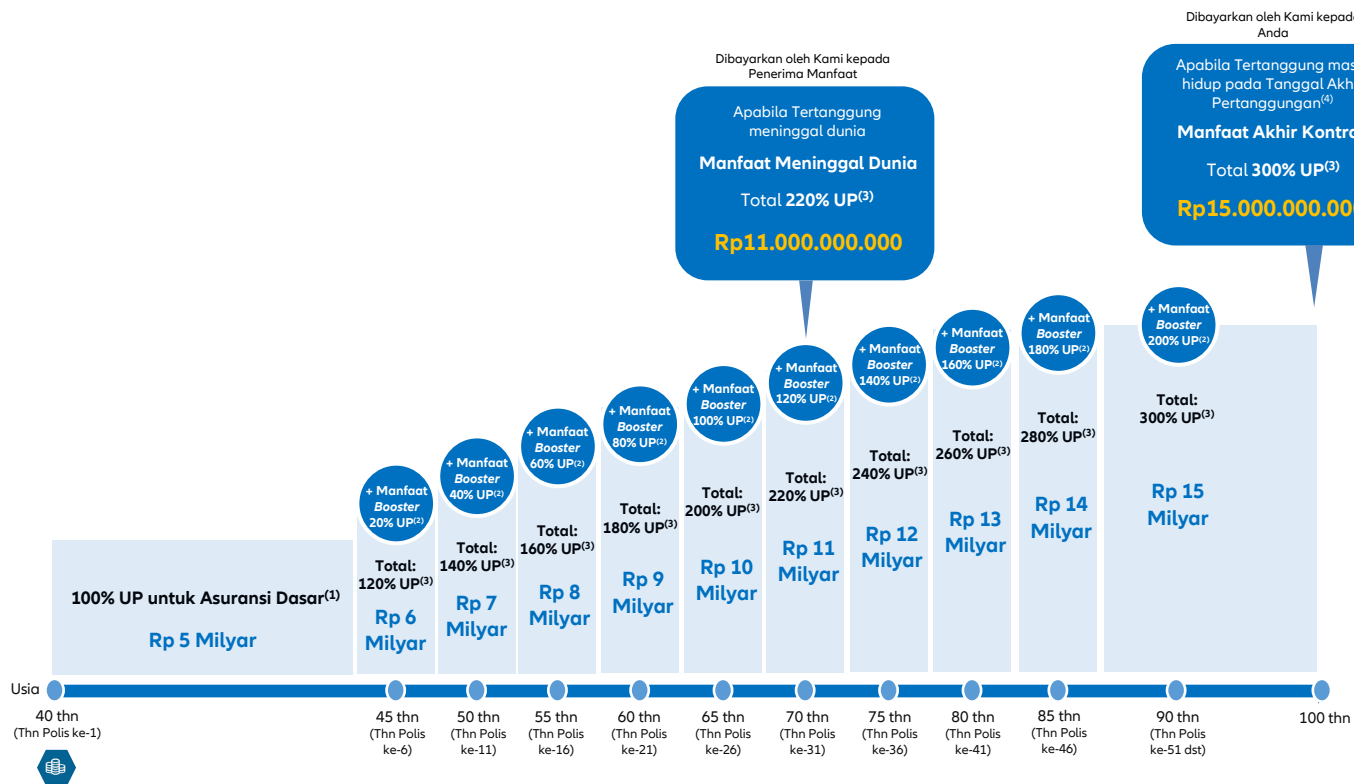 Dibayarkan oleh Kami kepada
Penerima Manfaat
Apabila Tertanggung
meninggal dunia
Manfaat Meninggal Dunia
Total 220% UP(3)
Rp11.000.000.000
Dibayarkan oleh Kami kepada
Anda
Apabila Tertanggung mas
hidup pada Tanggal Akh
Pertanggungan(4)
Manfaat Akhir Kontra
Total 300% UP(3)
Rp15.000.000.00
100% UP untuk Asuransi Dasar(1)
Rp 5 Milyar
+ Manfaat
Booster
20% UP(2)
Total:
120% UP(3)
Rp 6
Milyar
+ Manfaat
Booster
40% UP(2)
Total:
140% UP(3)
Rp 7
Milyar
+ Manfaat
Booster
60% UP(2)
Total:
160% UP(3)
Rp 8
Milyar
+ Manfaat
Booster
80% UP(2)
Total:
180% UP(3)
Rp 9
Milyar
+ Manfaat
Booster
100% UP(2)
Total:
200% UP(3)
Rp 10
Milyar
+ Manfaat
Booster
120% UP(2)
Total:
220% UP(3)
Rp 11
Milyar
+ Manfaat
Booster
140% UP(2)
Total:
240% UP(3)
Rp 12
Milyar
+ Manfaat
Booster
160% UP(2)
Total:
260% UP(3)
Rp 13
Milyar
+ Manfaat
Booster
180% UP(2)
Total:
280% UP(3)
Rp 14
Milyar
+ Manfaat
Booster
200% UP(2)
Total:
300% UP(3)
Rp 15
Milyar
Usia
40 thn
(Thn Polis ke-1)
45 thn
(Thn Polis
ke-6)
50 thn
(Thn Polis
ke-11)
55 thn
(Thn Polis
ke-16)
60 thn
(Thn Polis
ke-21)
65 thn
(Thn Polis
ke-26)
70 thn
(Thn Polis
ke-31)
75 thn
(Thn Polis
ke-36)
80 thn
(Thn Polis
ke-41)
85 thn
(Thn Polis
ke-46)
90 thn
(Thn Polis
ke-51 dst)
100 thn